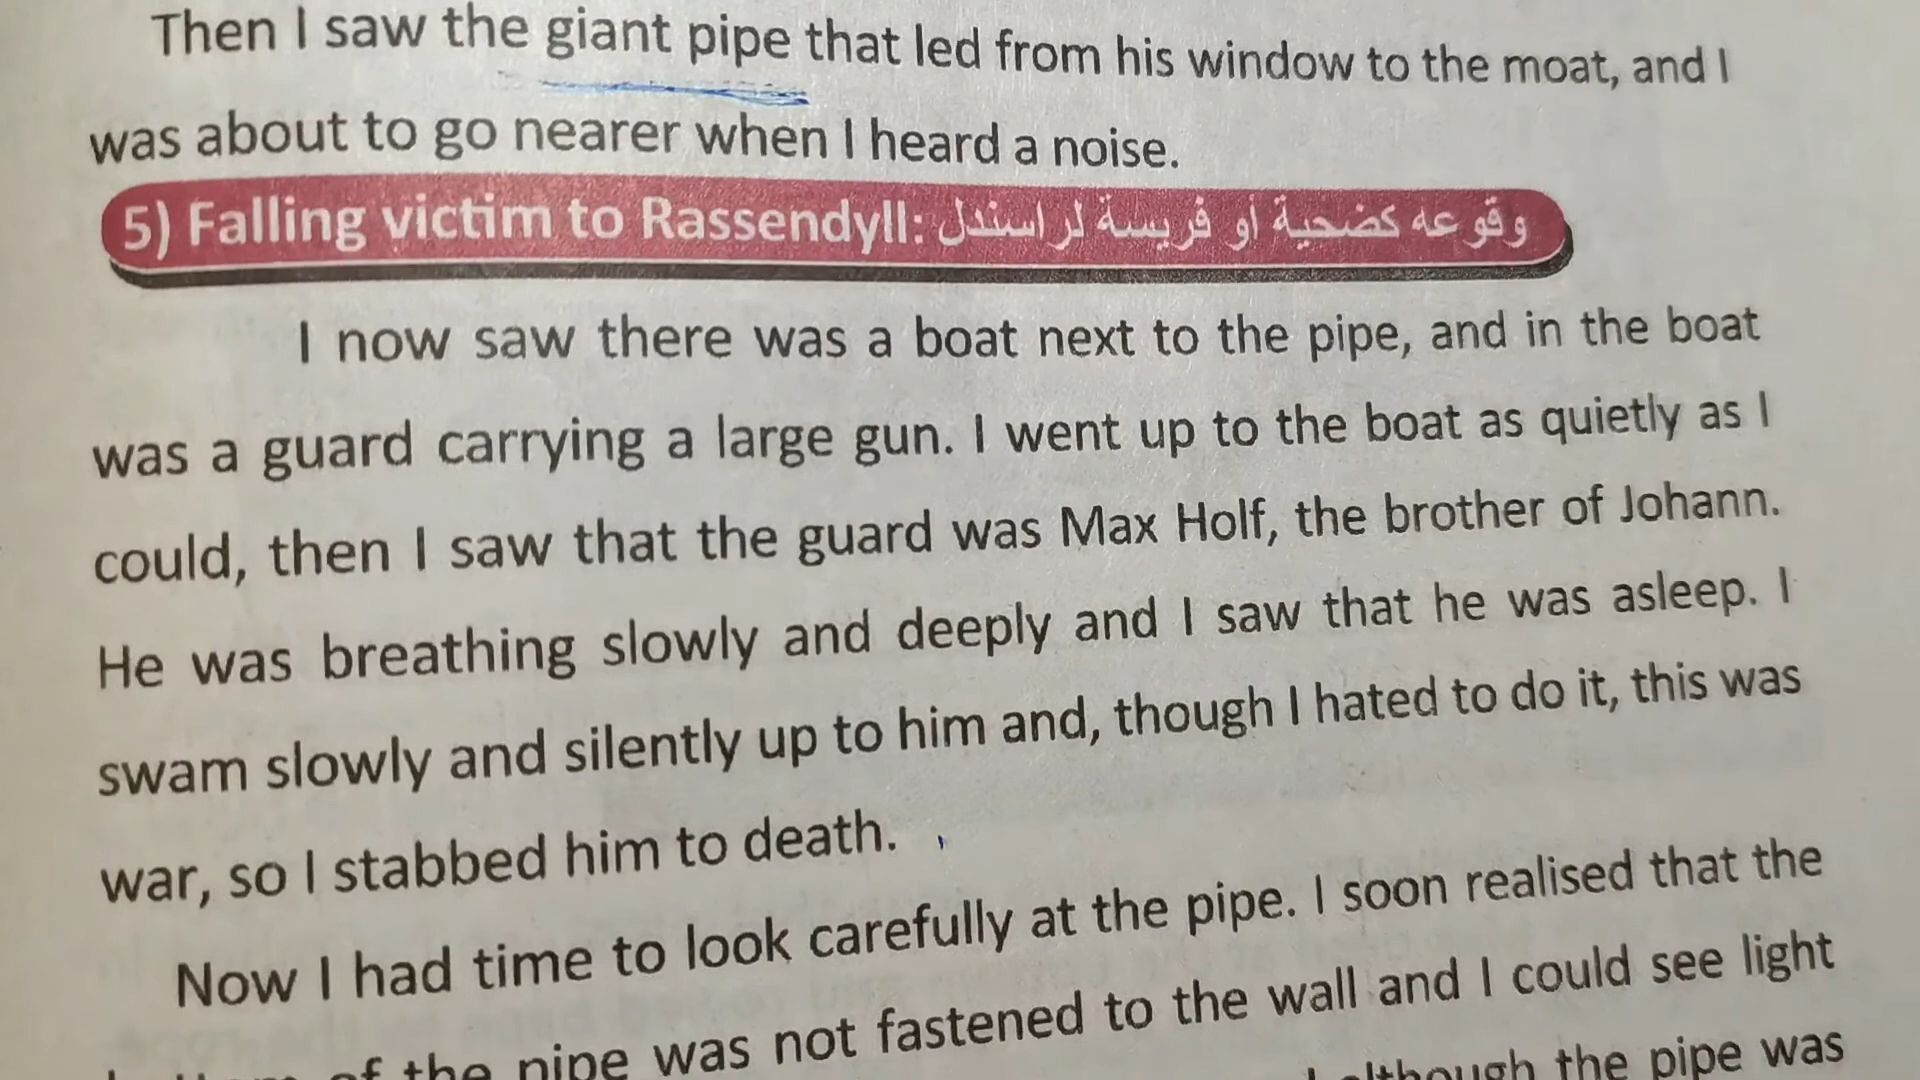 Then I saw the giant pipe that led from his window to the moat, and I
was about to go nearer when I heard a noise.
5) Falling victim to Rassendyll: وقوعه كضحية أو فريسة لراسندل
I now saw there was a boat next to the pipe, and in the boat
was a guard carrying a large gun. I went up to the boat as quietly as I
could, then I saw that the guard was Max Holf, the brother of Johann.
He was breathing slowly and deeply and I saw that he was asleep. I
swam slowly and silently up to him and, though I hated to do it, this was
war, so I stabbed him to death.
Now I had time to look carefully at the pipe. I soon realised that the
of the pipe was not fastened to the wall and I could see light
although the pipe was